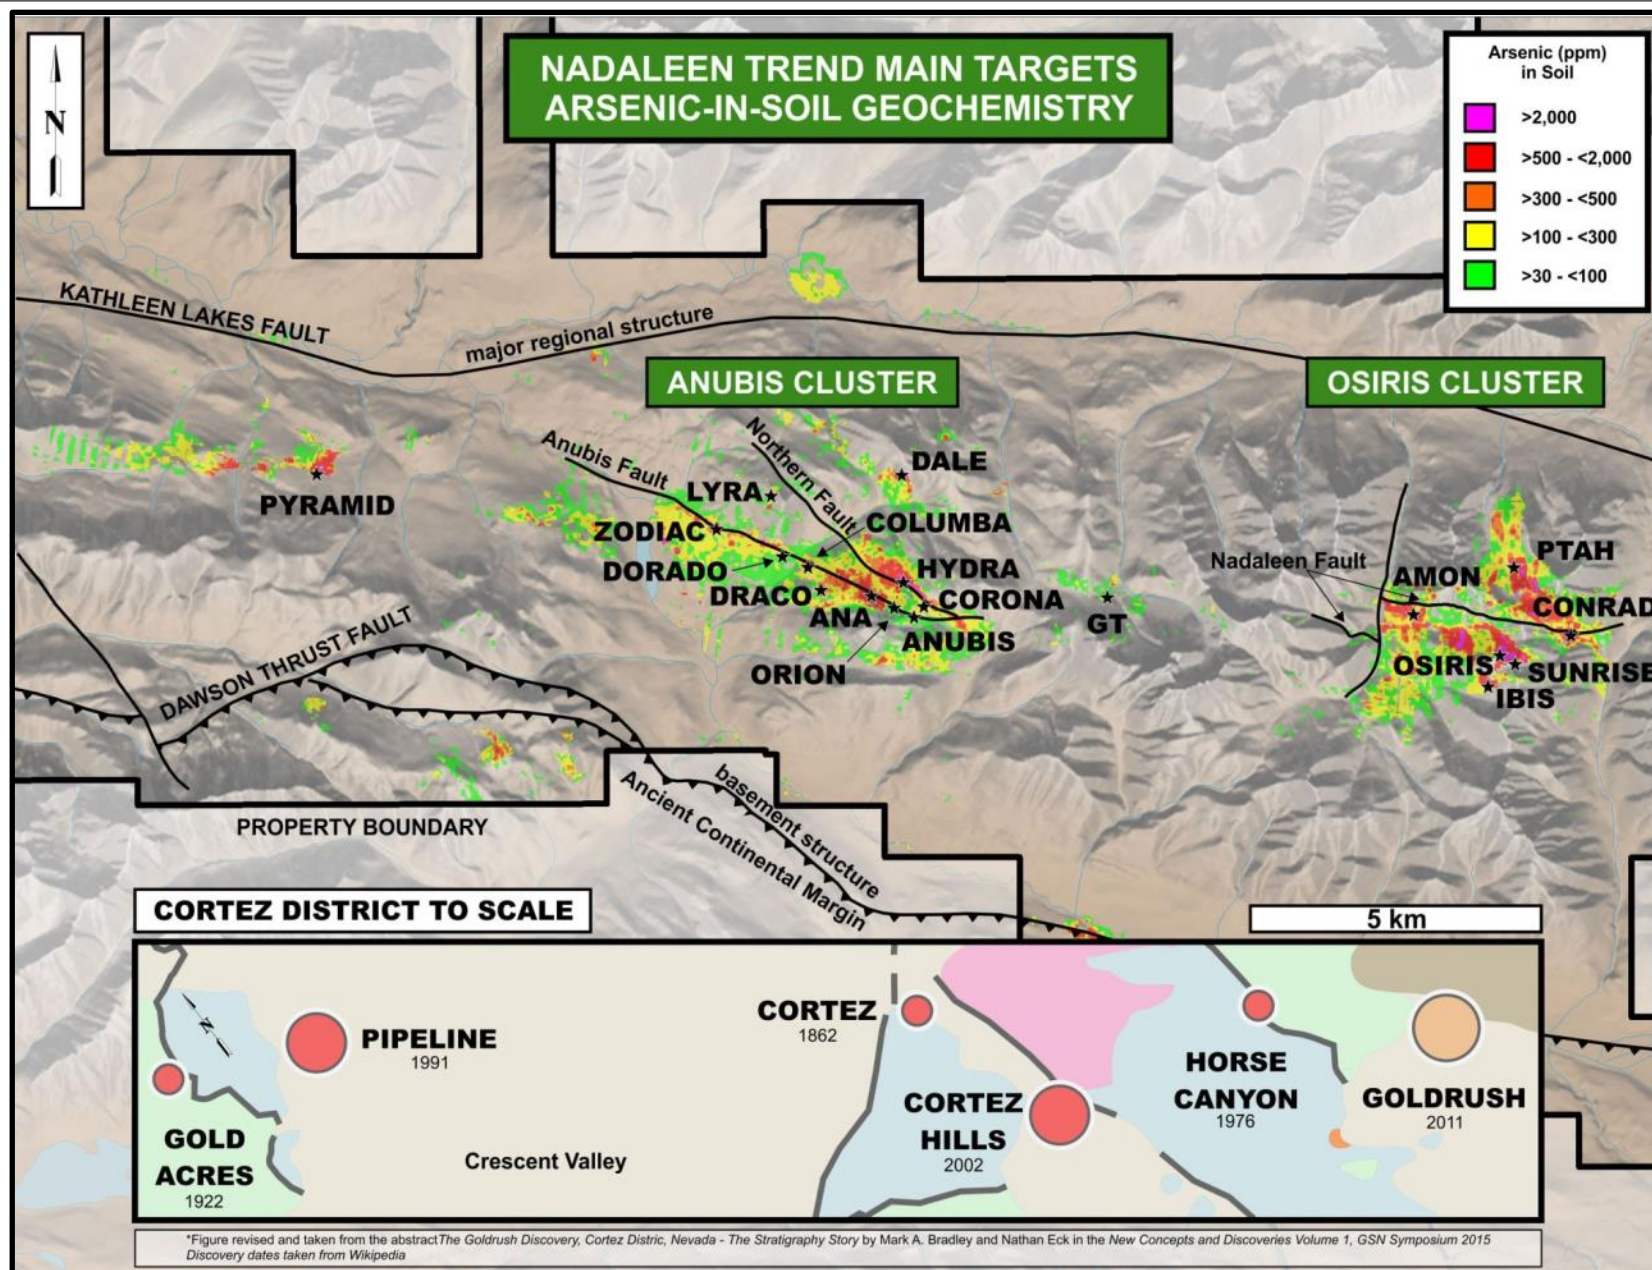 N
NADALEEN TREND MAIN TARGETS
ARSENIC-IN-SOIL GEOCHEMISTRY
Arsenic (ppm)
in Soil
>2,000
>500 - <2,000
>300 - <500
>100 - <300
>30 - <100
KATHLEEN LAKES FAULT
major regional structure
ANUBIS CLUSTER
OSIRIS CLUSTER
Anubis Fault
Northern Fault
DALE
LYRA
PYRAMID
ZODIAC
COLUMBA
DORADO
HYDRA
DRACO
CORONA
ANA
ANUBIS
ORION
GT
Nadaleen Fault
PTAH
AMON
CONRAD
OSIRIS
SUNRISE
IBIS
DAWSON THRUST FAULT
basement structure
Ancient Continental Margin
PROPERTY BOUNDARY
CORTEZ DISTRICT TO SCALE
5 km
N
PIPELINE
1991
GOLD
ACRES
1922
Crescent Valley
CORTEZ
1862
CORTEZ
HILLS
2002
HORSE
CANYON
1976
GOLDRUSH
2011
*Figure revised and taken from the abstract The Goldrush Discovery, Cortez Distric, Nevada - The Stratigraphy Story by Mark A. Bradley and Nathan Eck in the New Concepts and Discoveries Volume 1, GSN Symposium 2015
Discovery dates taken from Wikipedia